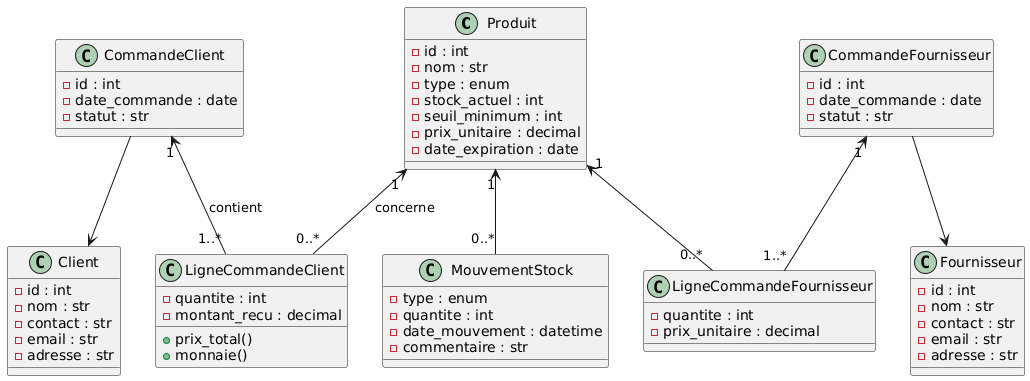 C Produit
id : int
nom : str
type : enum
stock_actuel : int
seuil_minimum : int
prix_unitaire : decimal
date_expiration : date
C CommandeClient
id : int
date_commande : date
statut : str
C CommandeFournisseur
id : int
date_commande : date
statut : str
1
1
1
1
1
contient
concerne
1..*
0..*
0..*
0..*
1..*
C Client
id : int
nom : str
contact : str
email : str
adresse : str
C LigneCommandeClient
quantite : int
montant_recu : decimal
prix_total()
monnaie()
C MouvementStock
type : enum
quantite : int
date_mouvement : datetime
commentaire : str
C LigneCommandeFournisseur
quantite : int
prix_unitaire : decimal
C Fournisseur
id : int
nom : str
contact : str
email : str
adresse : str